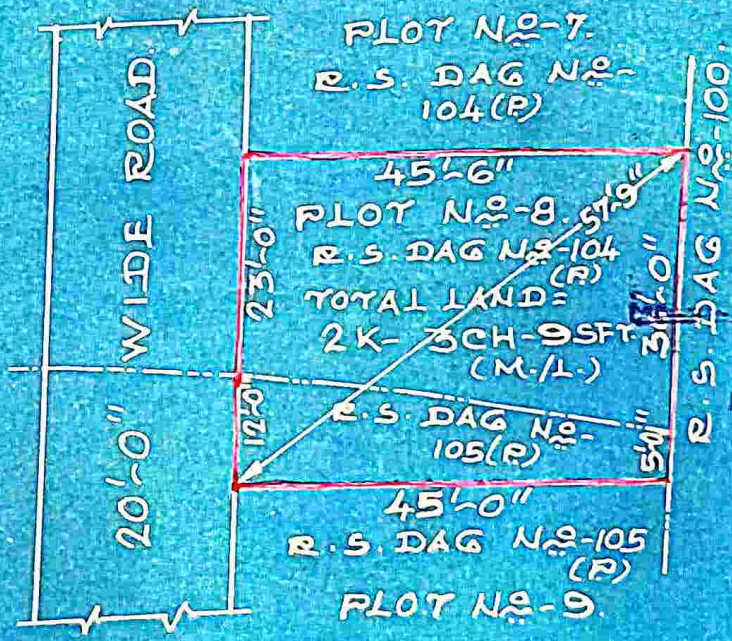 PLOT No-7.
R.S. DAG No-
104(P)
20'-0" WIDE ROAD.
45'-6"
23'-0"
PLOT No-8.
57'-9"
R.S. DAG No-104
(P)
TOTAL LAND=
2K- 3CH-9SFT.
(M./L.)
12'-0"
R.S. DAG No-
105(P)
5'-0"
R.S. DAG No-100.
45'-0"
R.S. DAG No-105
(P)
PLOT No-9.